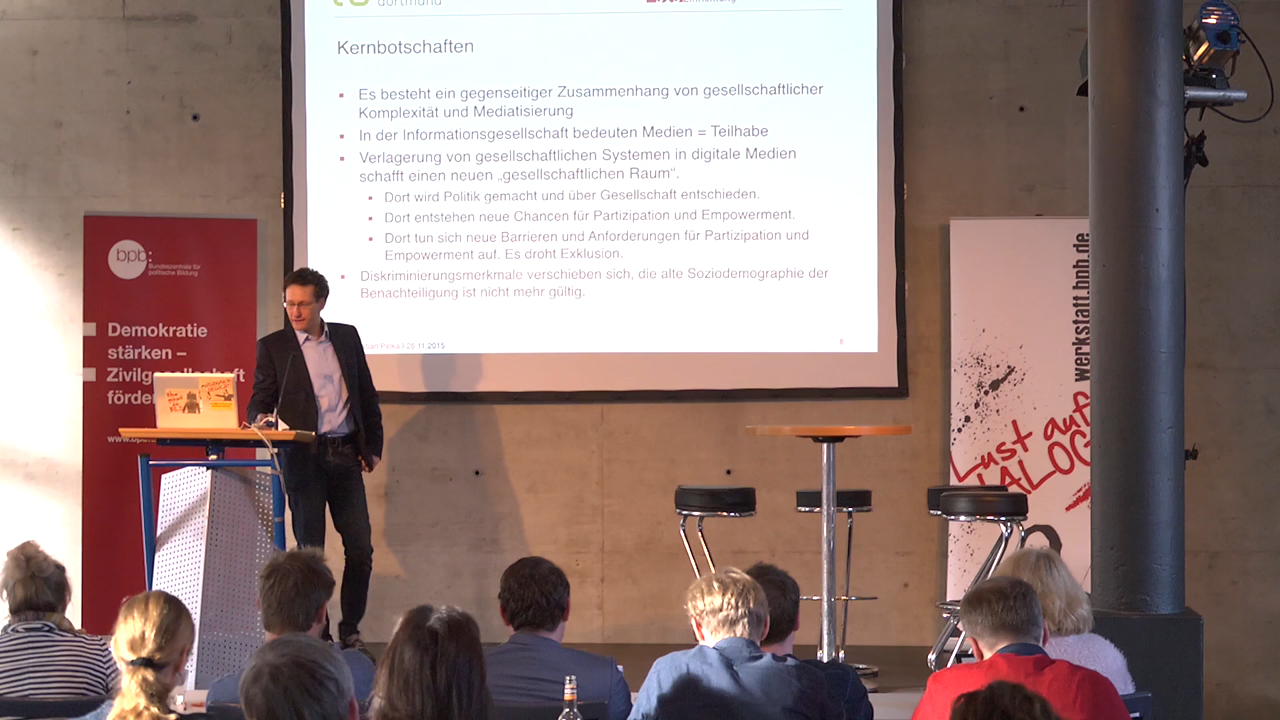 dortmund
Kernbotschaften
Es besteht ein gegenseitiger Zusammenhang von gesellschaftlicher
Komplexität und Mediatisierung
In der Informationsgesellschaft bedeuten Medien = Teilhabe
Verlagerung von gesellschaftlichen Systemen in digitale Medien
schafft einen neuen „gesellschaftlichen Raum“.
Dort wird Politik gemacht und über Gesellschaft entschieden.
Dort entstehen neue Chancen für Partizipation und Empowerment.
Dort tun sich neue Barrieren und Anforderungen für Partizipation und
Empowerment auf. Es droht Exklusion.
Diskriminierungsmerkmale verschieben sich, die alte Soziodemographie der
Benachteiligung ist nicht mehr gültig.
Pelka I 26.11.2015
8
bpb:
Bundeszentrale für
politische Bildung
Demokratie
stärken –
werkstatt.bpb.de
Lust auf